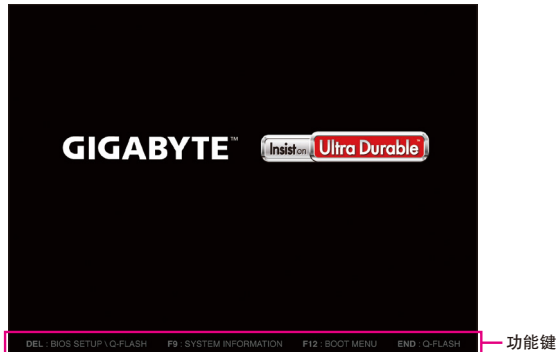 GIGABYTE™
Insist on Ultra Durable™
DEL : BIOS SETUP \ Q-FLASH F9 : SYSTEM INFORMATION F12 : BOOT MENU END : Q-FLASH
功能键